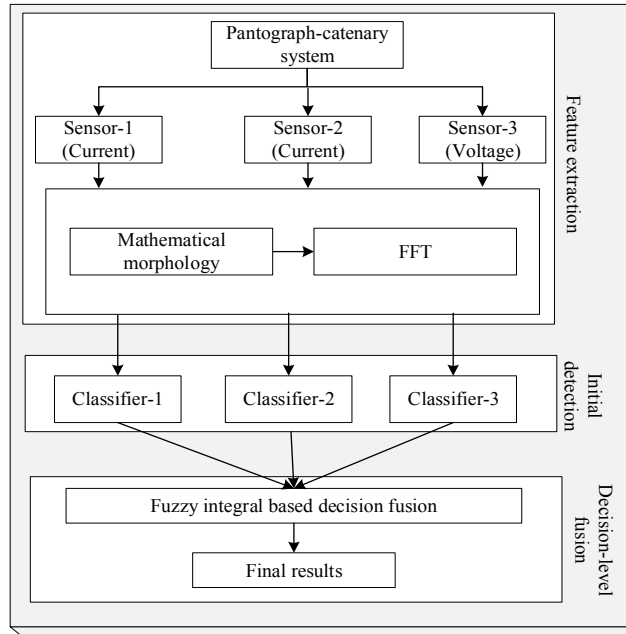 Pantograph-catenary
system
Sensor-1
(Current)
Sensor-2
(Current)
Sensor-3
(Voltage)
Mathematical
morphology
FFT
Feature extraction
Classifier-1
Classifier-2
Classifier-3
Initial
detection
Fuzzy integral based decision fusion
Final results
Decision-level
fusion